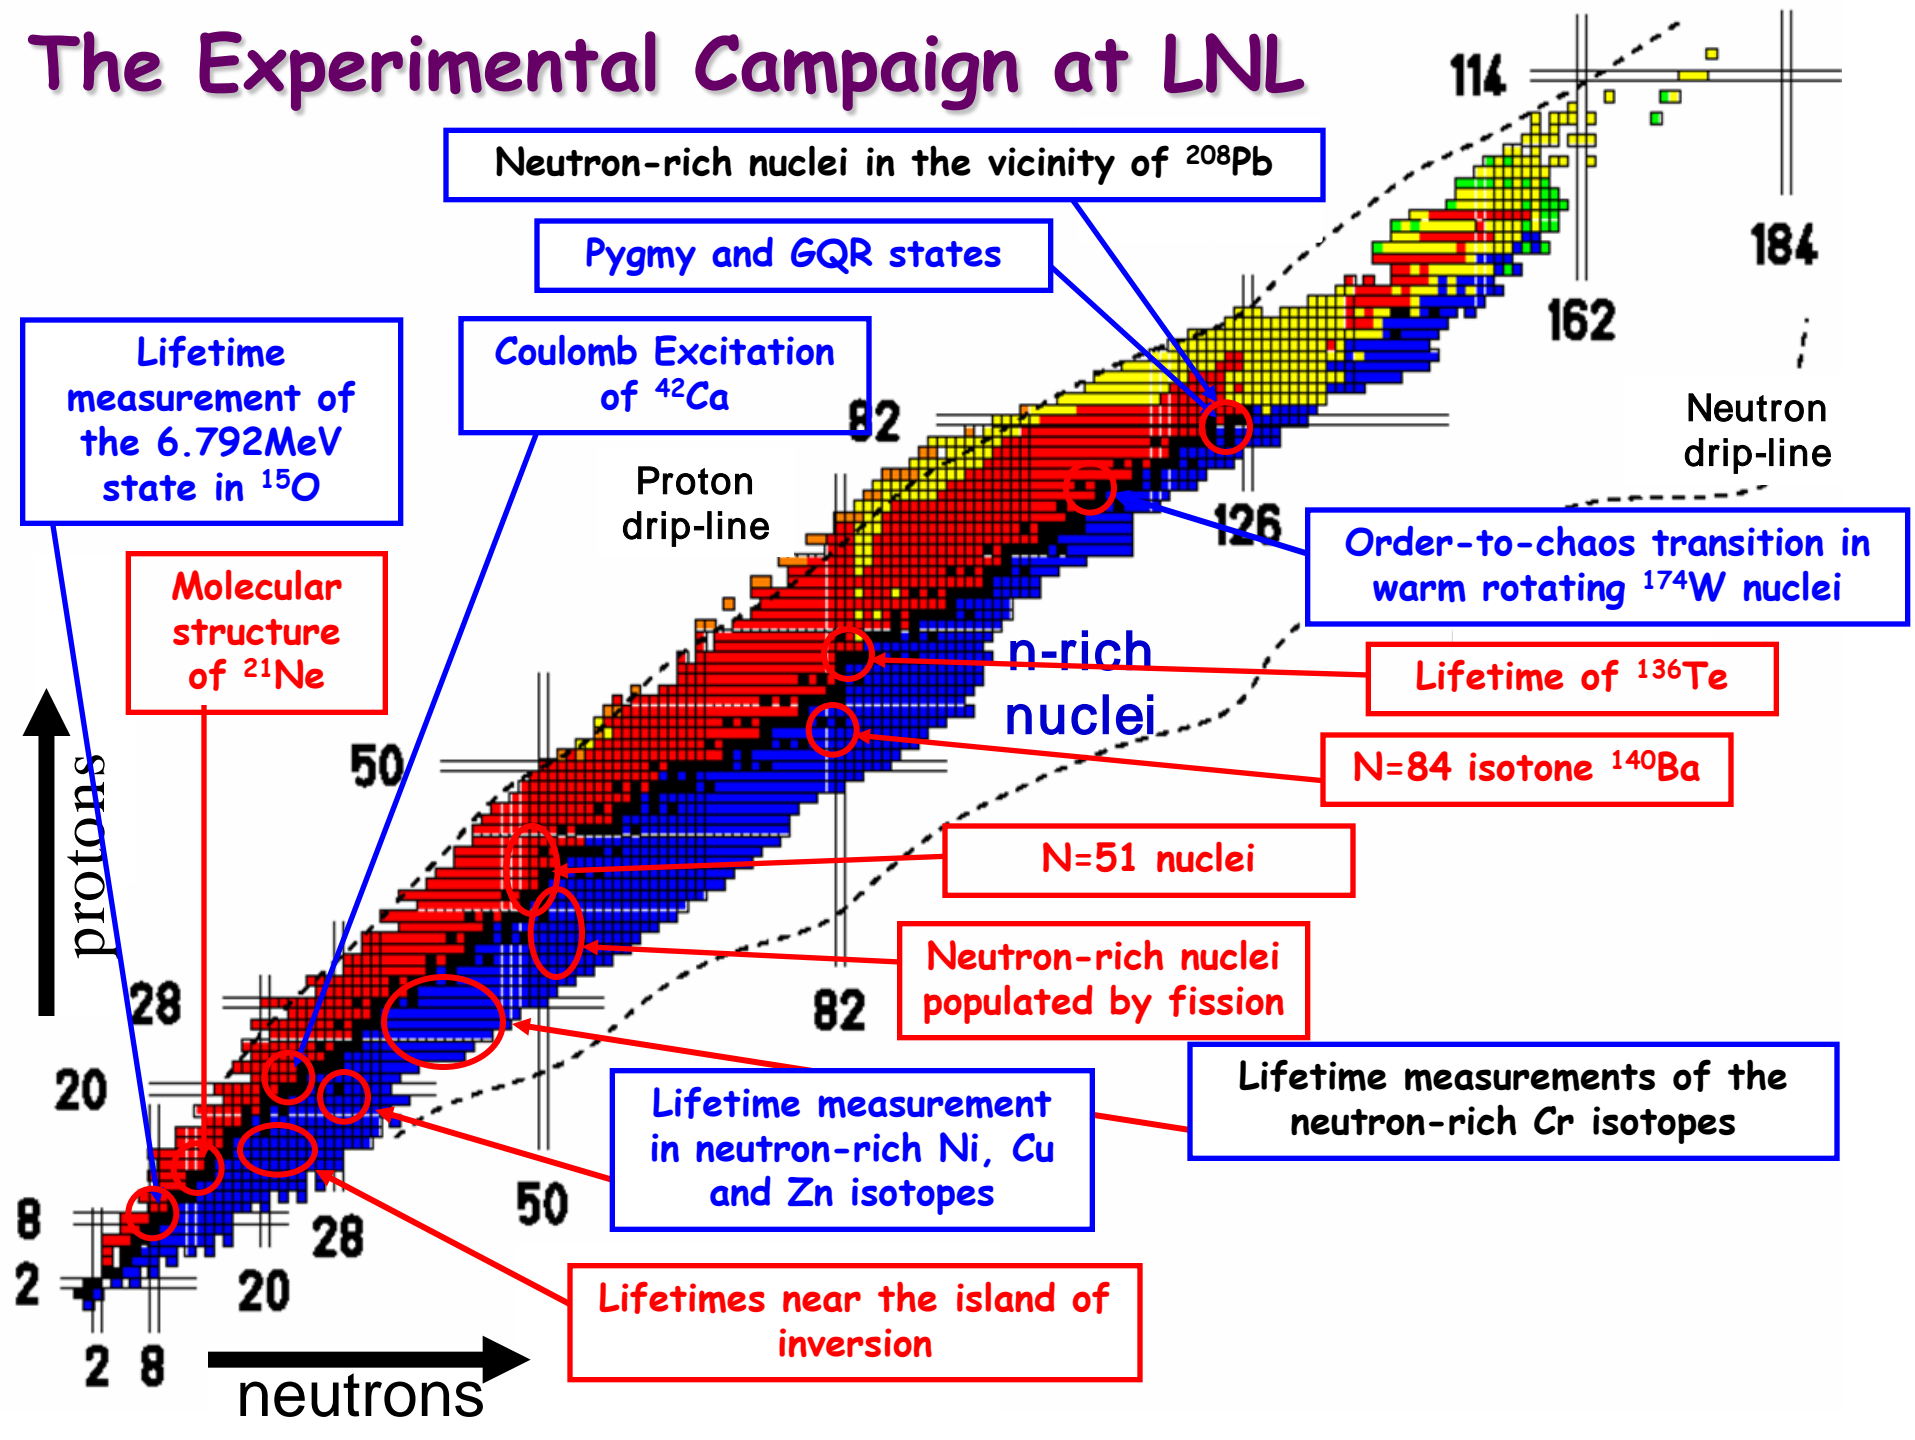 The Experimental Campaign at LNL
114
Neutron-rich nuclei in the vicinity of ²⁰⁸Pb
Pygmy and GQR states
184
162
Lifetime
measurement of
the 6.792MeV
state in ¹⁵O
Coulomb Excitation
of ⁴²Ca
82
Neutron
drip-line
Proton
drip-line
126
Order-to-chaos transition in
warm rotating ¹⁷⁴W nuclei
Molecular
structure
of ²¹Ne
n-rich
nuclei
Lifetime of ¹³⁶Te
N=84 isotone ¹⁴⁰Ba
50
protons
N=51 nuclei
Neutron-rich nuclei
populated by fission
28
82
20
Lifetime measurement
in neutron-rich Ni, Cu
and Zn isotopes
Lifetime measurements of the
neutron-rich Cr isotopes
8
50
28
2
20
Lifetimes near the island of
inversion
2
8
neutrons